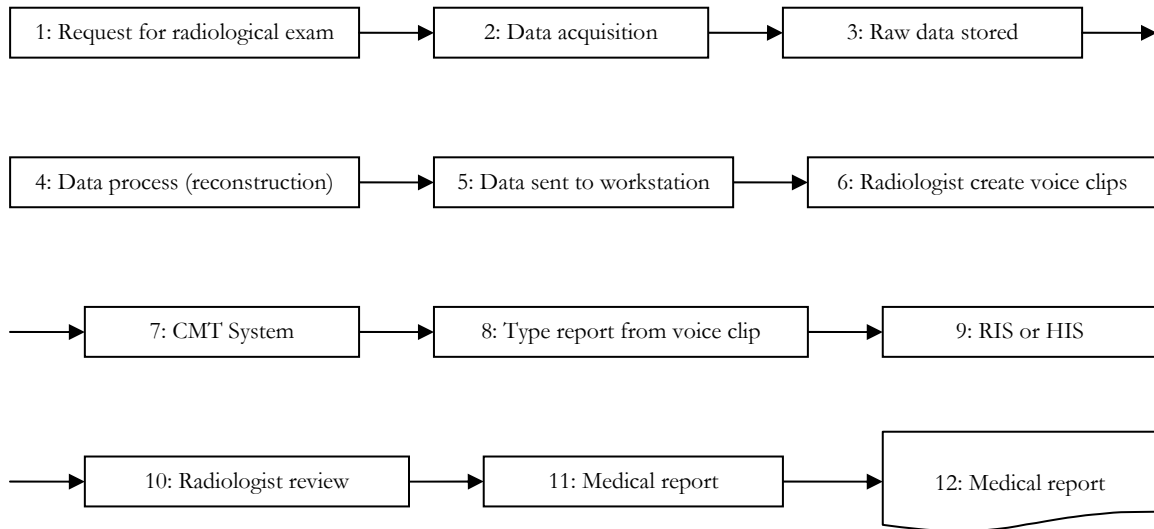 1: Request for radiological exam
2: Data acquisition
3: Raw data stored
4: Data process (reconstruction)
5: Data sent to workstation
6: Radiologist create voice clips
7: CMT System
8: Type report from voice clip
9: RIS or HIS
10: Radiologist review
11: Medical report
12: Medical report